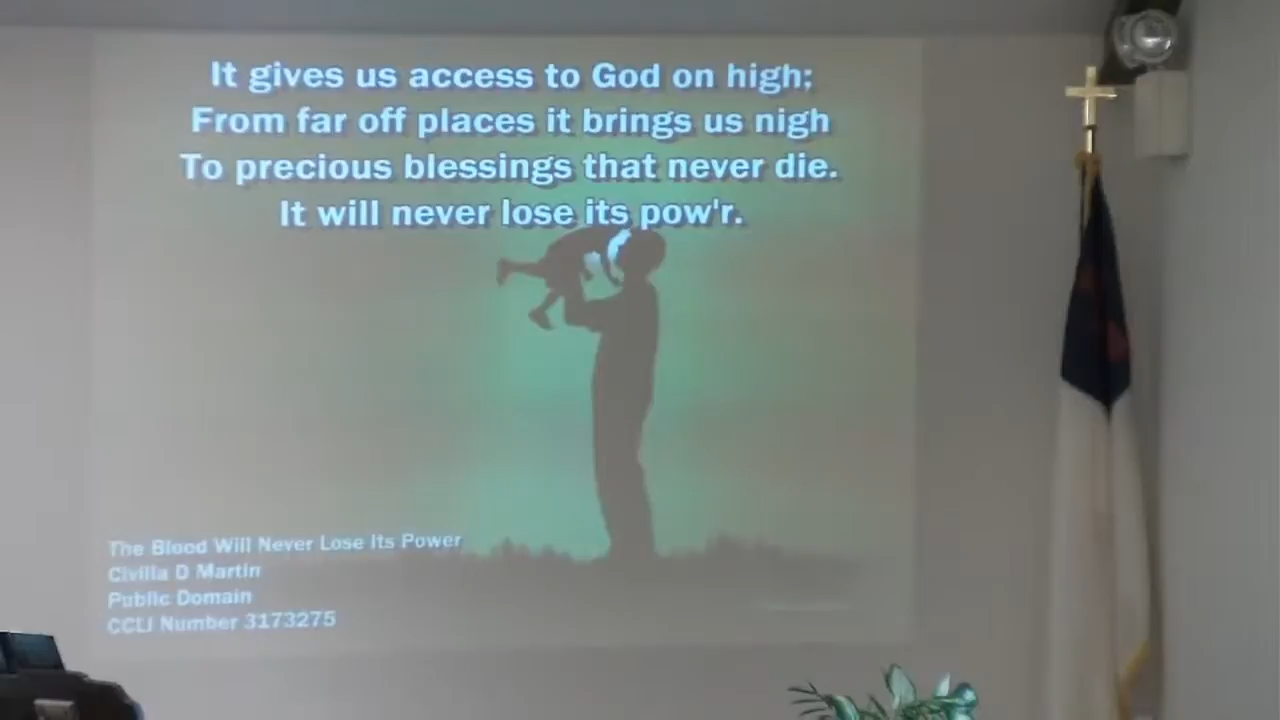 It gives us access to God on high;
From far off places it brings us nigh
To precious blessings that never die.
It will never lose its pow'r.
The Blood Will Never Lose Its Power
Civilla D Martin
Public Domain
CCLI Number 3173275